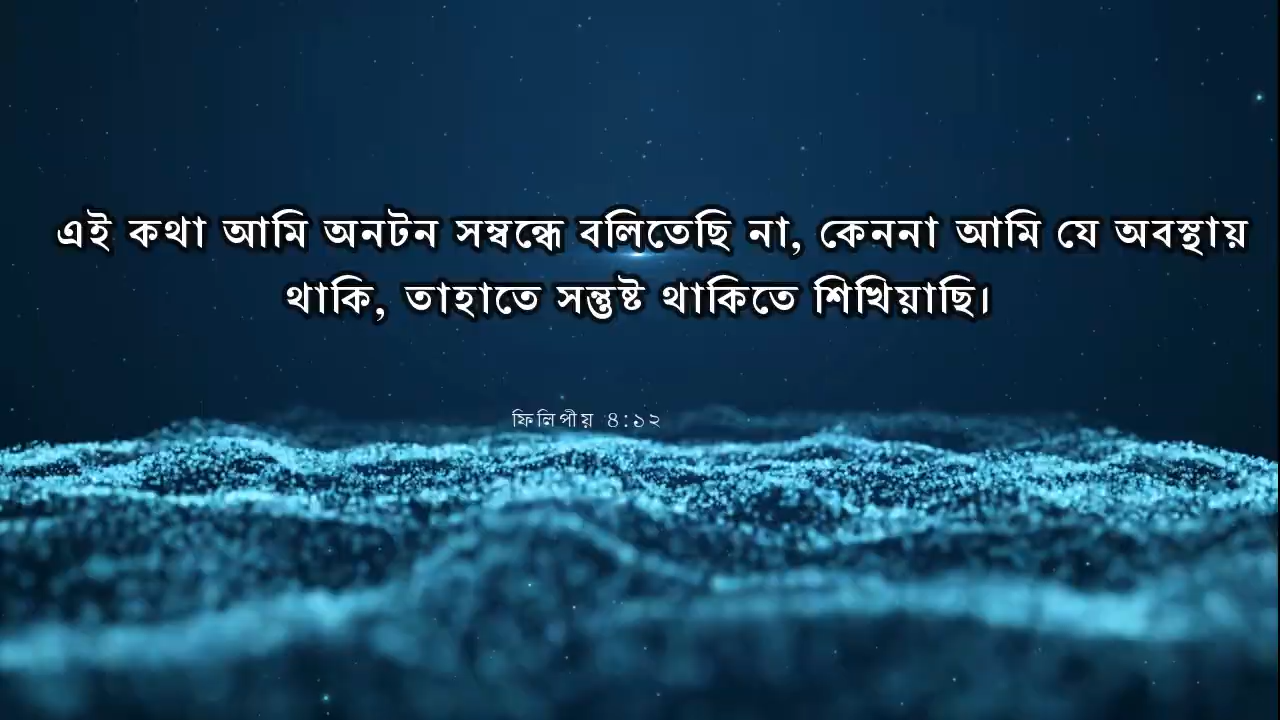 এই কথা আমি অনটন সম্বন্ধে বলিতেছি না, কেননা আমি যে অবস্থায়
থাকি, তাহাতে সন্তুষ্ট থাকিতে শিখিয়াছি।
ফিলিপীয় ৪:১২